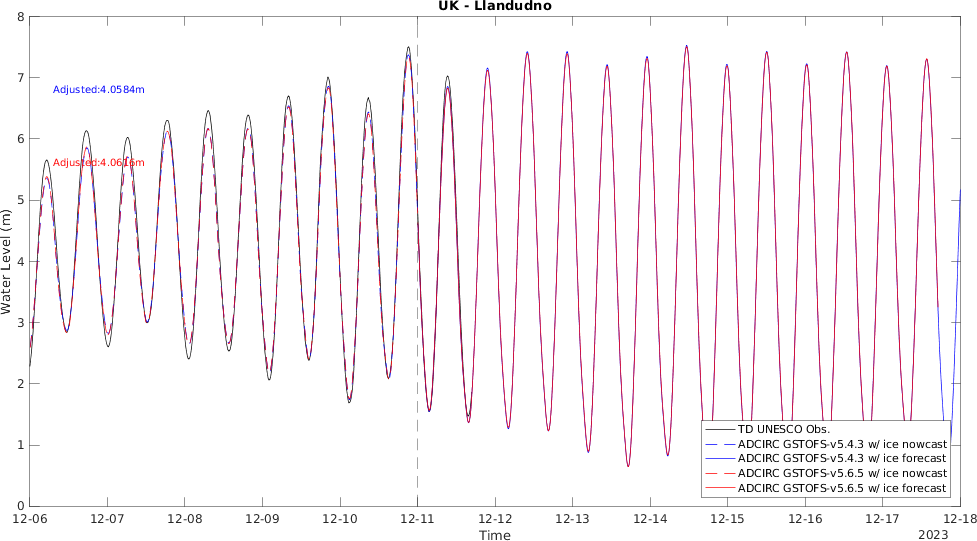 UK - Llandudno
8
7
6
5
4
3
2
1
0
Water Level (m)
Adjusted:4.0584m
Adjusted:4.0616m
TD UNESCO Obs.
ADCIRC GSTOFS-v5.4.3 w/ ice nowcast
ADCIRC GSTOFS-v5.4.3 w/ ice forecast
ADCIRC GSTOFS-v5.6.5 w/ ice nowcast
ADCIRC GSTOFS-v5.6.5 w/ ice forecast
12-06 12-07 12-08 12-09 12-10 12-11 12-12 12-13 12-14 12-15 12-16 12-17 12-18
Time
2023